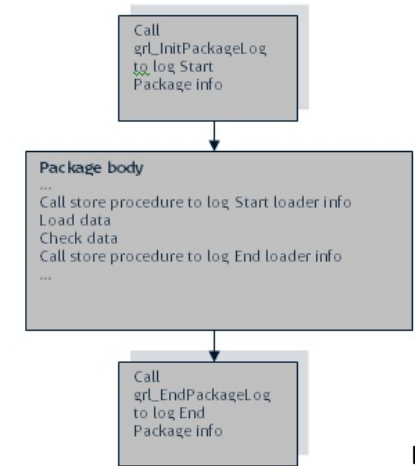 Call
grl_InitPackageLog
to log Start
Package info
Package body
...
Call store procedure to log Start loader info
Load data
Check data
Call store procedure to log End loader info
...
Call
grl_EndPackageLog
to log End
Package info